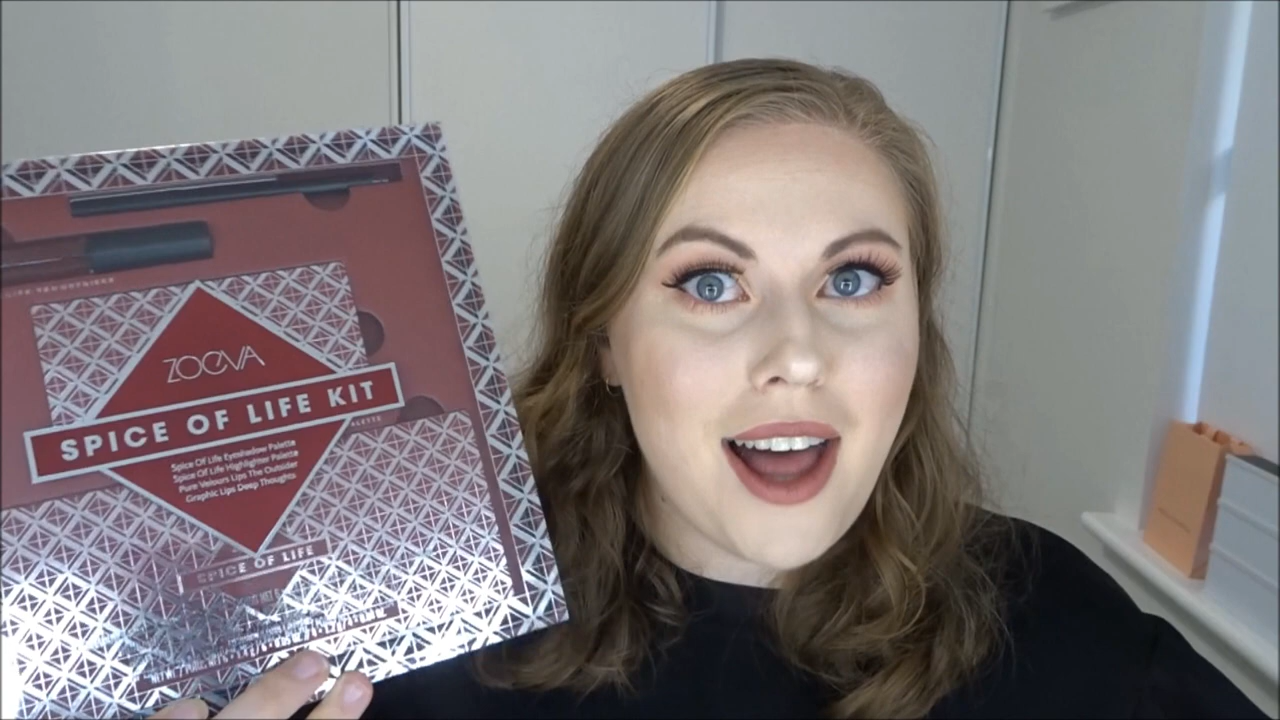 ZOEVA
SPICE OF LIFE KIT
Spice Of Life Eyeshadow Palette
Spice Of Life Highlighter Palette
Pure Velours Lips The Outsider
Graphic Lips Deep Thoughts
SPICE OF LIFE